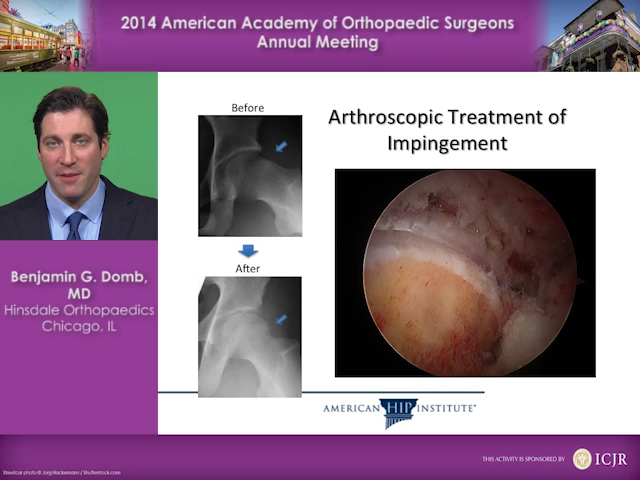 2014 American Academy of Orthopaedic Surgeons
Annual Meeting
Before
Arthroscopic Treatment of
Impingement
After
Benjamin G. Domb,
MD
Hinsdale Orthopaedics
Chicago, IL
AMERICAN HIP INSTITUTE
THIS ACTIVITY IS SPONSORED BY ICJR
Streetcar photo © Jorg Hackemann / Shutterstock.com